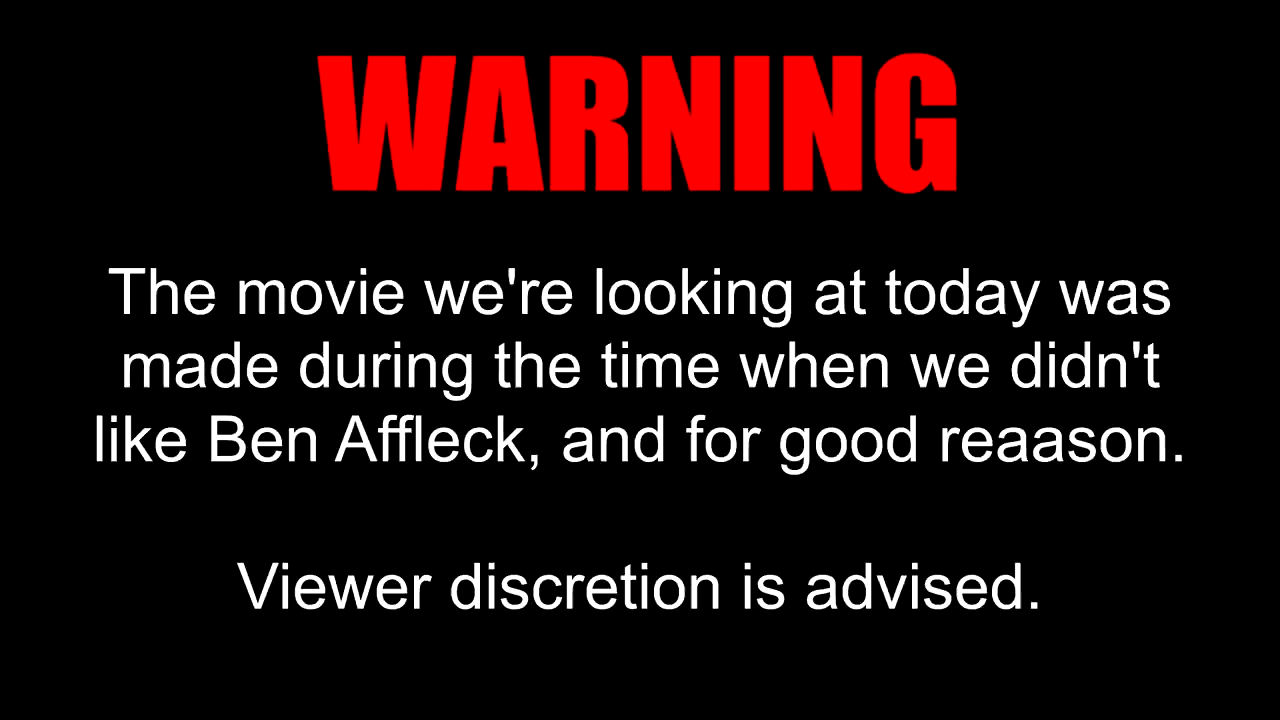 WARNING
The movie we're looking at today was
made during the time when we didn't
like Ben Affleck, and for good reaason.
Viewer discretion is advised.